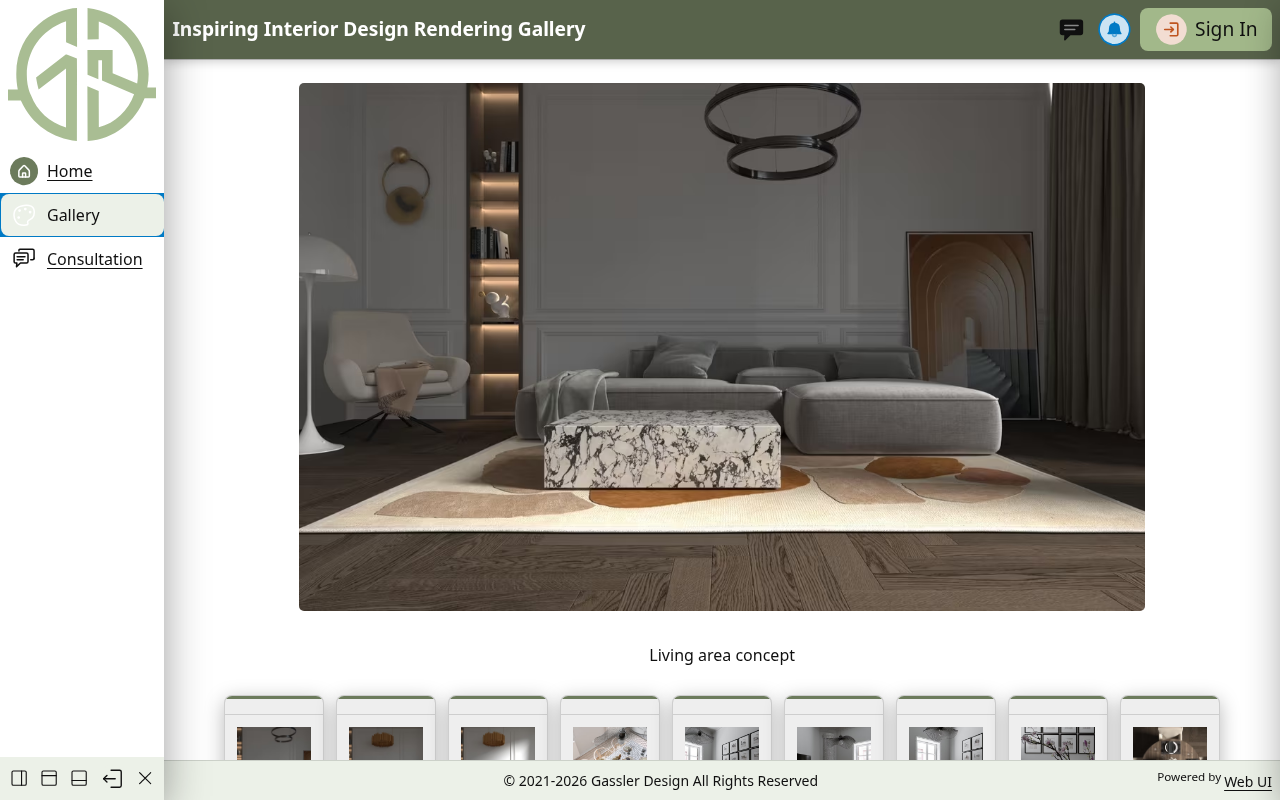 Inspiring Interior Design Rendering Gallery
Sign In
Home
Gallery
Consultation
Living area concept
© 2021-2026 Gassler Design All Rights Reserved
Powered by Web UI